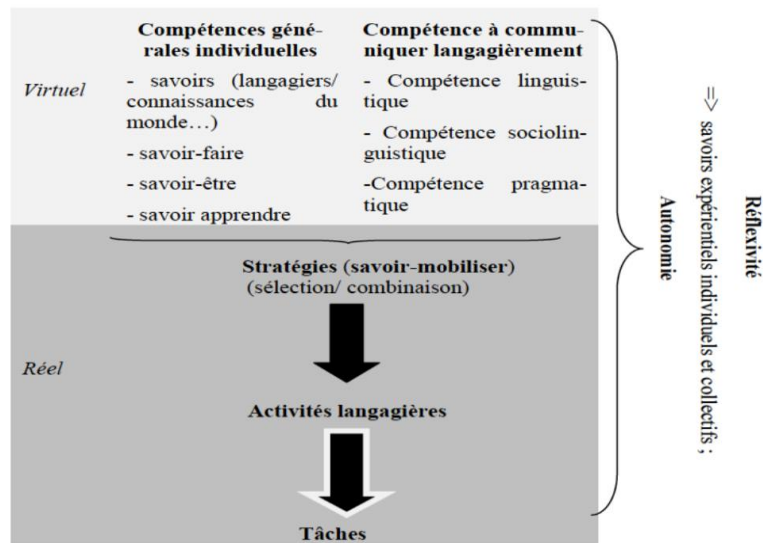 Compétences géné-
rales individuelles
- savoirs (langagiers/
connaissances du
monde…)
- savoir-faire
- savoir-être
- savoir apprendre
Compétence à commu-
niquer langagièrement
- Compétence linguis-
tique
- Compétence sociolin-
guistique
-Compétence pragma-
tique
Virtuel
Stratégies (savoir-mobiliser)
(sélection/ combinaison)
Réel
Activités langagières
Tâches
Réflexivité
=> savoirs expérientiels individuels et collectifs ;
Autonomie